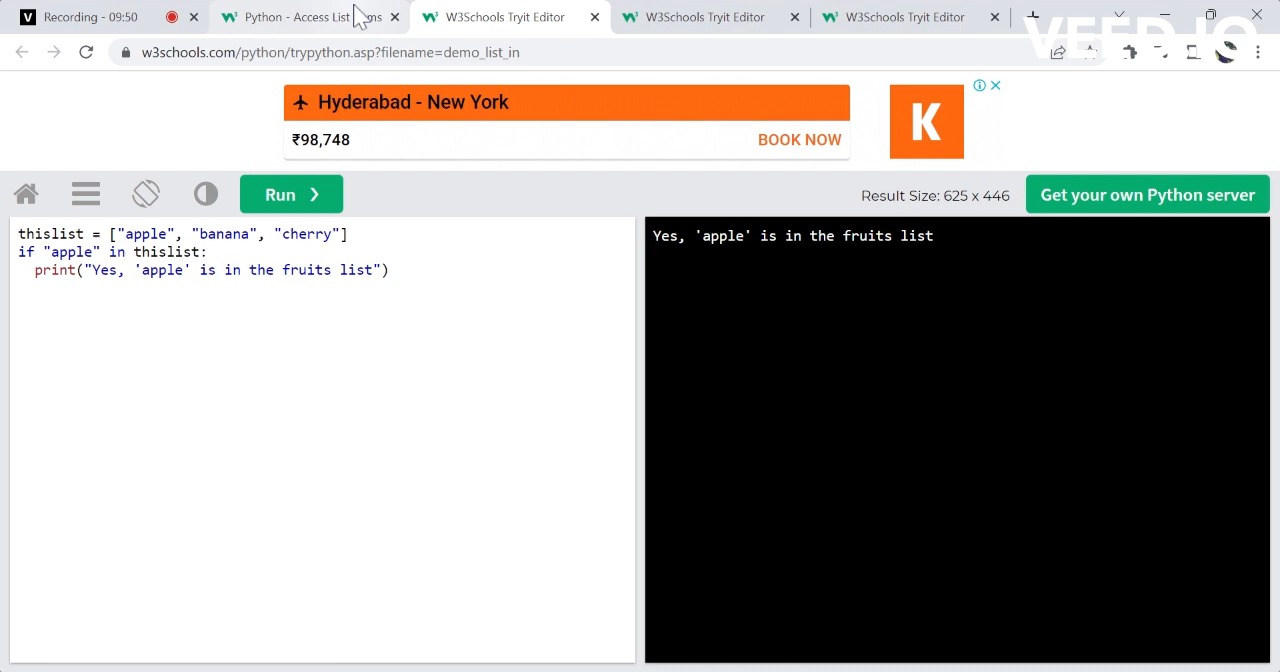 Recording - 09:50
Python - Access List
W3Schools Tryit Editor
W3Schools Tryit Editor
W3Schools Tryit Editor
VEED.IO
w3schools.com/python/trypython.asp?filename=demo_list_in
Hyderabad - New York
₹98,748
BOOK NOW
K
Run ❯
Result Size: 625 x 446
Get your own Python server
thislist = ["apple", "banana", "cherry"]
if "apple" in thislist:
  print("Yes, 'apple' is in the fruits list")
Yes, 'apple' is in the fruits list